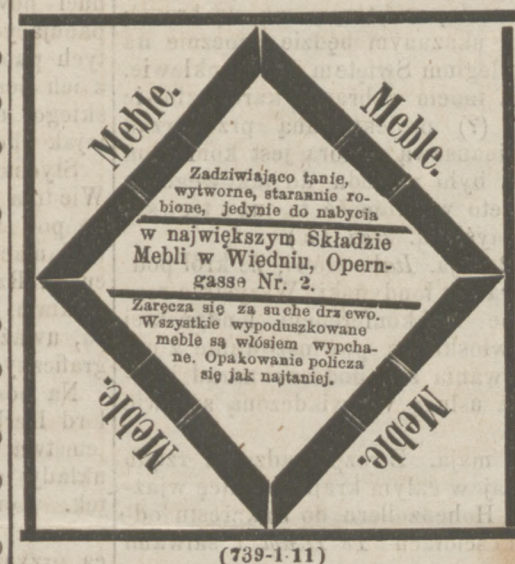 Meble.
Meble.
Zadziwiająco tanie,
wytworne, starannie ro-
bione, jedynie do nabycia
w największym Składzie
Mebli w Wiedniu, Opern-
gasse Nr. 2.
Zaręcza się za suche drzewo.
Wszystkie wypoduszkowane
meble są włósiem wypcha-
ne. Opakowanie policza
się jak najtaniej.
Meble.
Meble.
(739-1-11)